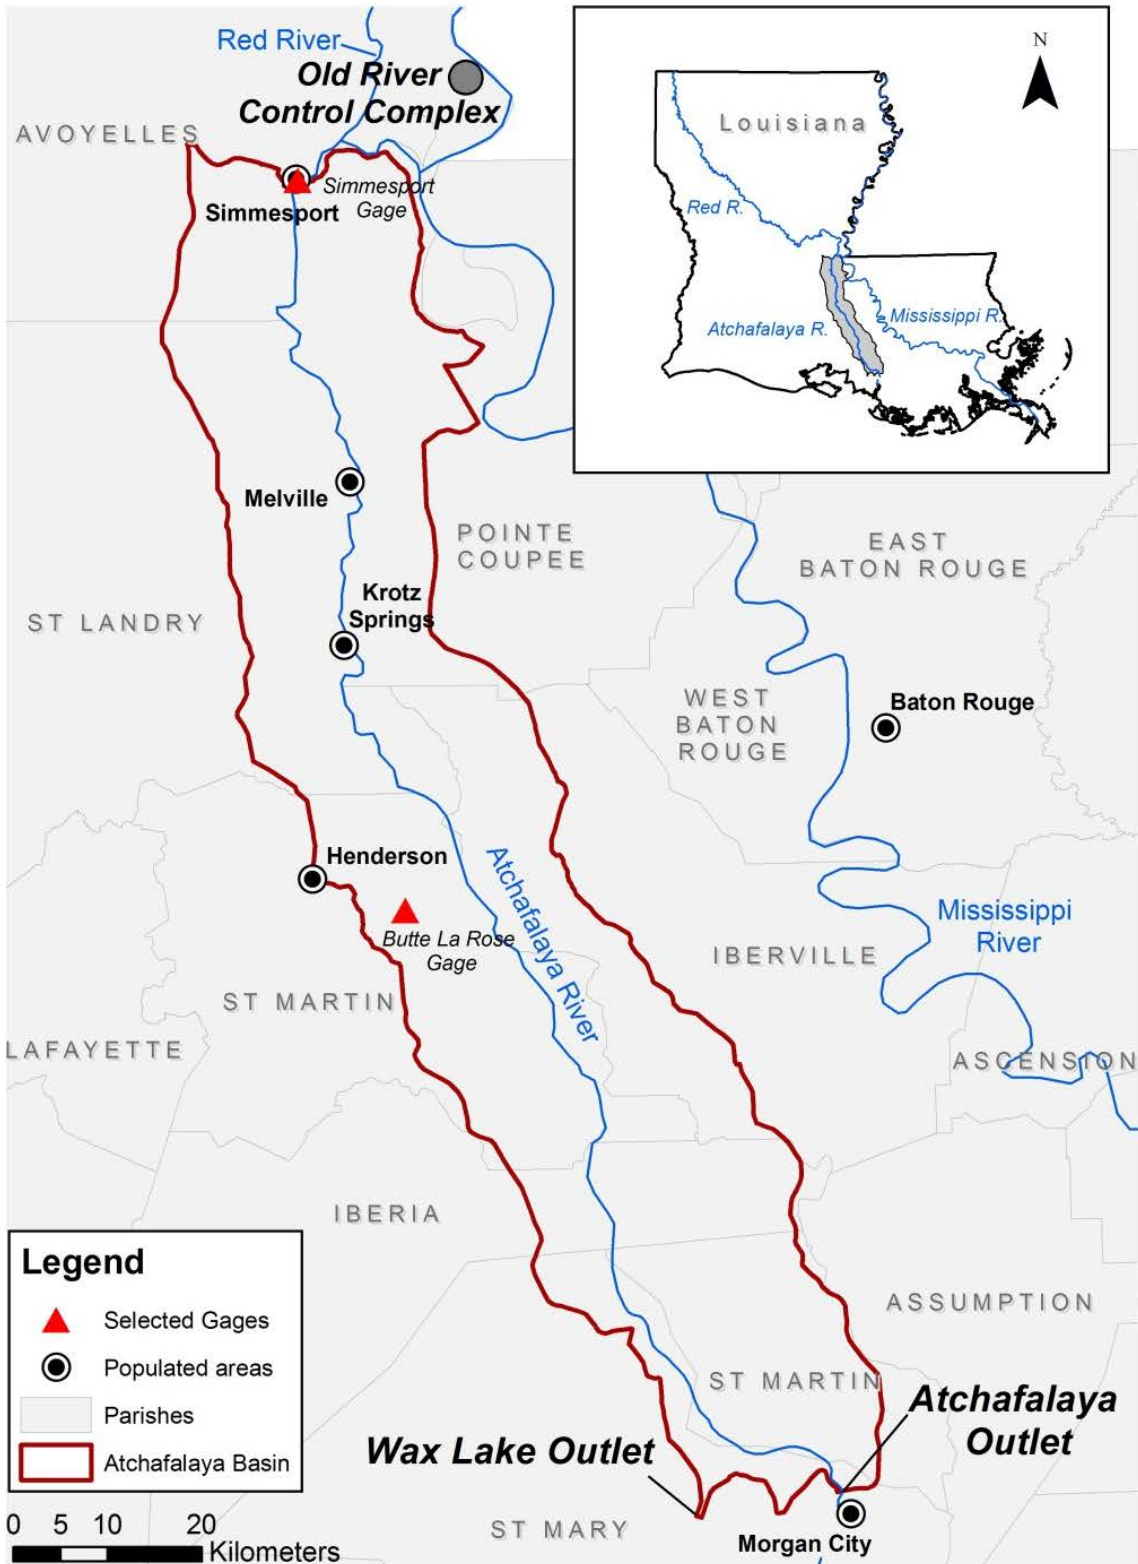 Red River
Old River
Control Complex
AVOYELLES
Simmesport
Gage
Simmesport
N
Louisiana
Red R.
Mississippi R.
Atchafalaya R.
Melville
POINTE
COUPEE
EAST
BATON ROUGE
Krotz
Springs
ST LANDRY
WEST
BATON
ROUGE
Baton Rouge
Henderson
Atchafalaya River
Mississippi
River
Butte La Rose
Gage
IBERVILLE
ST MARTIN
LAFAYETTE
ASCENSION
IBERIA
ASSUMPTION
ST MARTIN
Atchafalaya
Outlet
Wax Lake Outlet
ST MARY
Morgan City
Legend
Selected Gages
Populated areas
Parishes
Atchafalaya Basin
0 5 10 20
Kilometers